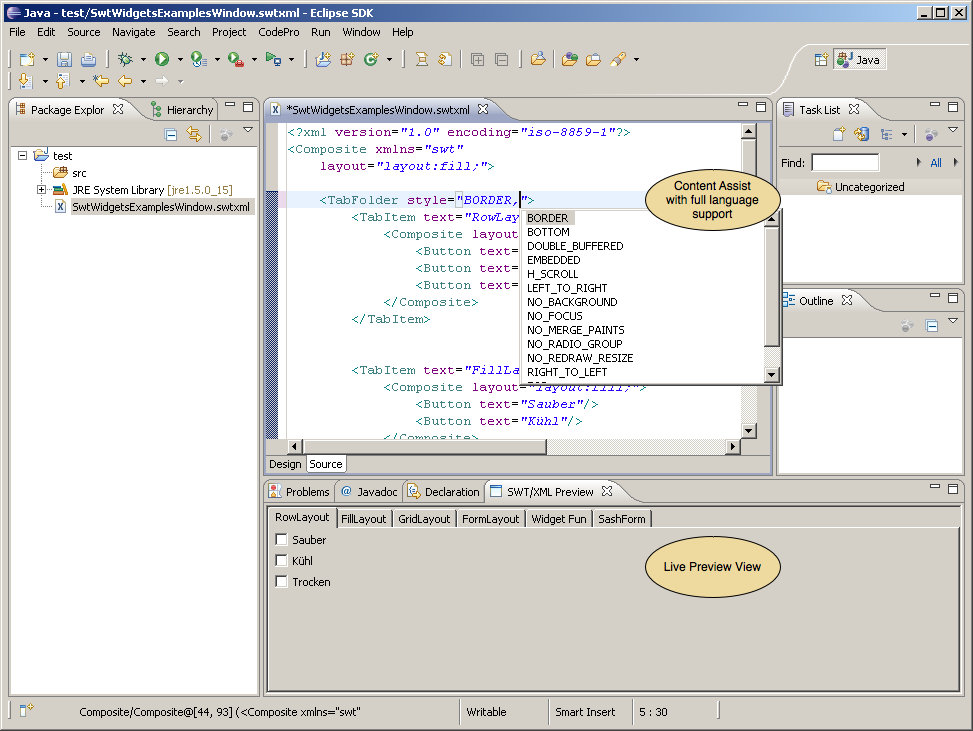 Java - test/SwtWidgetsExamplesWindow.swtxml - Eclipse SDK
File Edit Source Navigate Search Project CodePro Run Window Help
Java
Package Explor Hierarchy
test
src
JRE System Library [jre1.5.0_15]
SwtWidgetsExamplesWindow.swtxml
*SwtWidgetsExamplesWindow.swtxml
<?xml version="1.0" encoding="iso-8859-1"?>
<Composite xmlns="swt"
layout="layout:fill;">
<TabFolder style="BORDER,">
<TabItem text="RowLay
<Composite layout
<Button text=
<Button text=
<Button text=
</Composite>
</TabItem>
<TabItem text="FillLa
<Composite layout="layout:fill;">
<Button text="Sauber"/>
<Button text="Kühl"/>
</Composite>
BORDER
BOTTOM
DOUBLE_BUFFERED
EMBEDDED
H_SCROLL
LEFT_TO_RIGHT
NO_BACKGROUND
NO_FOCUS
NO_MERGE_PAINTS
NO_RADIO_GROUP
NO_REDRAW_RESIZE
RIGHT_TO_LEFT
Content Assist
with full language
support
Design Source
Task List
Find: All
Uncategorized
Outline
Problems Javadoc Declaration SWT/XML Preview
RowLayout FillLayout GridLayout FormLayout Widget Fun SashForm
Sauber
Kühl
Trocken
Live Preview View
Composite/Composite@[44, 93] (<Composite xmlns="swt" Writable Smart Insert 5 : 30